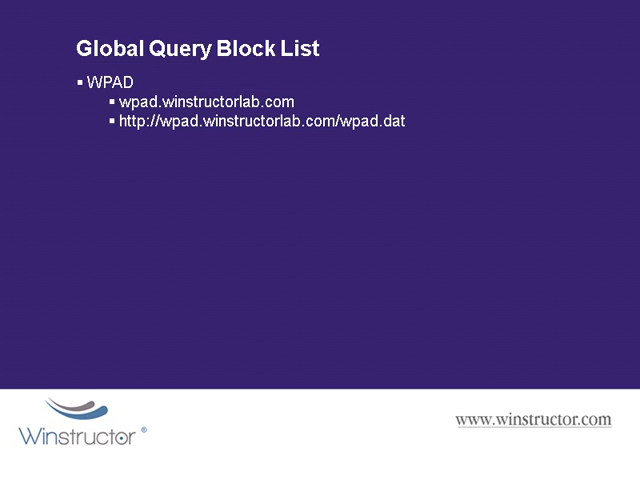 Global Query Block List
▪ WPAD
▪ wpad.winstructorlab.com
▪ http://wpad.winstructorlab.com/wpad.dat
Winstructor ®
www.winstructor.com